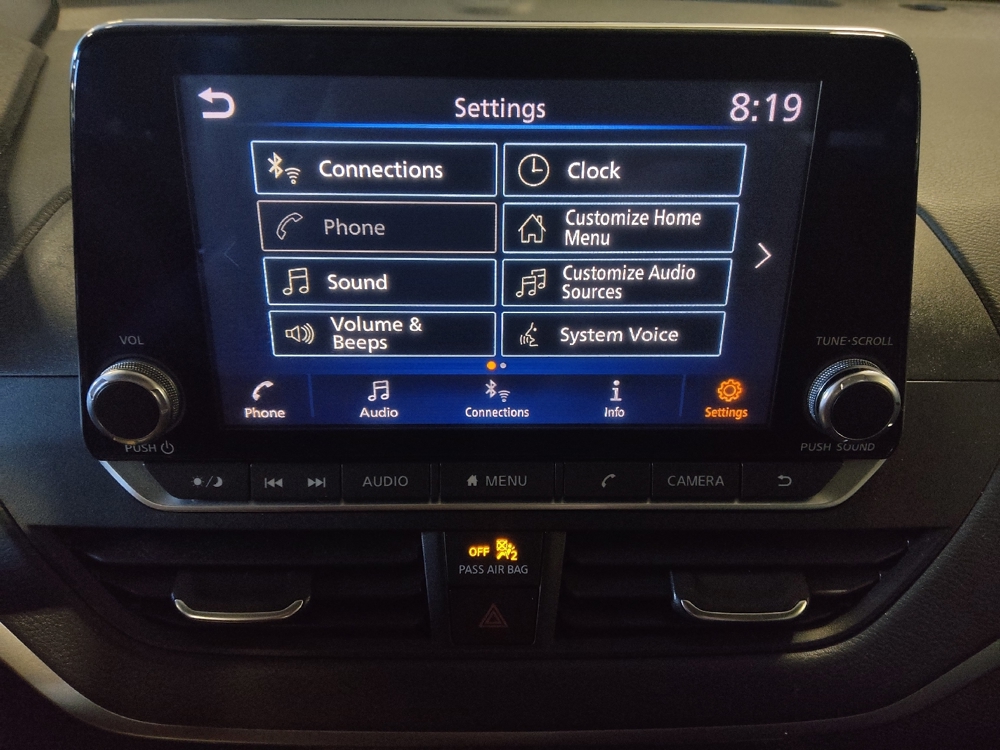 Settings
8:19
Connections
Clock
Phone
Customize Home
Menu
Sound
Customize Audio
Sources
Volume &
Beeps
System Voice
VOL
TUNE·SCROLL
Phone
Audio
Connections
Info
Settings
PUSH
PUSH SOUND
AUDIO
MENU
CAMERA
OFF
2
PASS AIR BAG